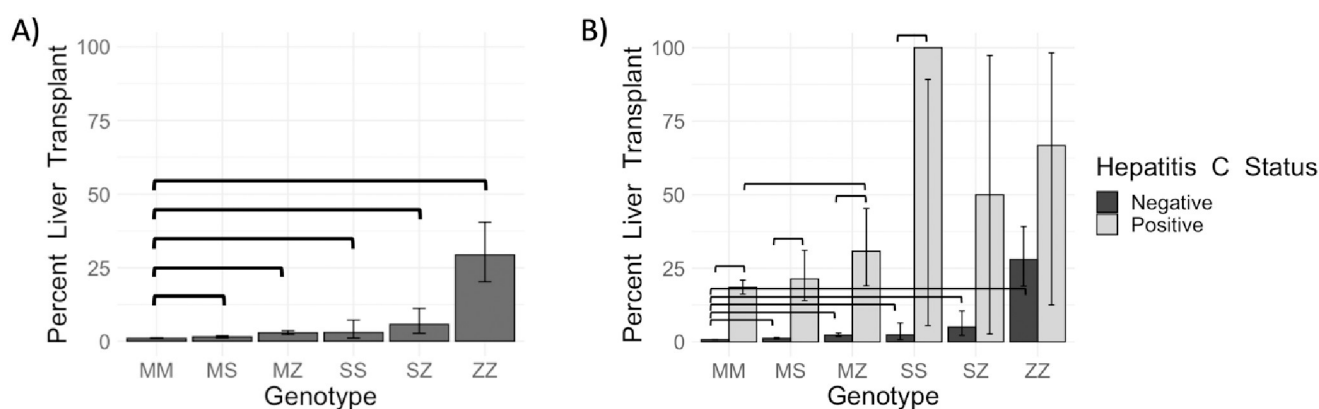 A)
Percent Liver Transplant
100
75
50
25
0
MM MS MZ SS SZ ZZ
Genotype
B)
Percent Liver Transplant
100
75
50
25
0
MM MS MZ SS SZ ZZ
Genotype
Hepatitis C Status
Negative
Positive